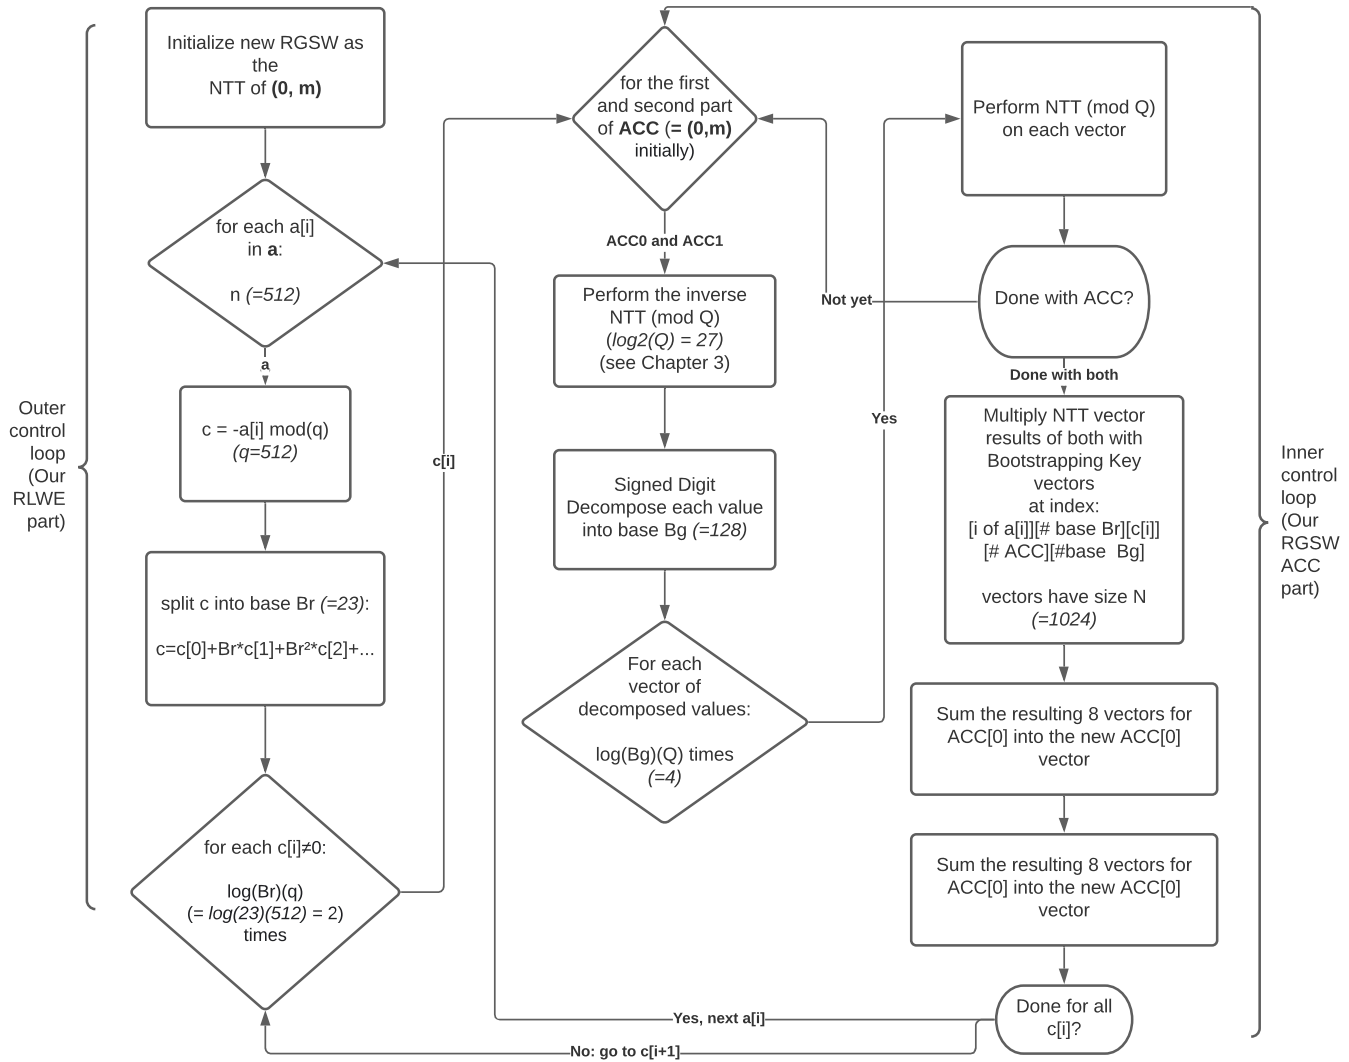 Initialize new RGSW as
the
NTT of (0, m)
for each a[i]
in a:
n (=512)
a
c = -a[i] mod(q)
(q=512)
split c into base Br (=23):
c=c[0]+Br*c[1]+Br²*c[2]+...
for each c[i]≠0:
log(Br)(q)
(= log(23)(512) = 2)
times
Outer
control
loop
(Our
RLWE
part)
c[i]
for the first
and second part
of ACC (= (0,m)
initially)
ACC0 and ACC1
Perform the inverse
NTT (mod Q)
(log2(Q) = 27)
(see Chapter 3)
Signed Digit
Decompose each value
into base Bg (=128)
For each
vector of
decomposed values:
log(Bg)(Q) times
(=4)
Yes
Perform NTT (mod Q)
on each vector
Done with ACC?
Not yet
Done with both
Multiply NTT vector
results of both with
Bootstrapping Key
vectors
at index:
[i of a[i]][# base Br][c[i]]
[# ACC][#base Bg]
vectors have size N
(=1024)
Sum the resulting 8 vectors for
ACC[0] into the new ACC[0]
vector
Sum the resulting 8 vectors for
ACC[0] into the new ACC[0]
vector
Done for all
c[i]?
Yes, next a[i]
No: go to c[i+1]
Inner
control
loop
(Our
RGSW
ACC
part)